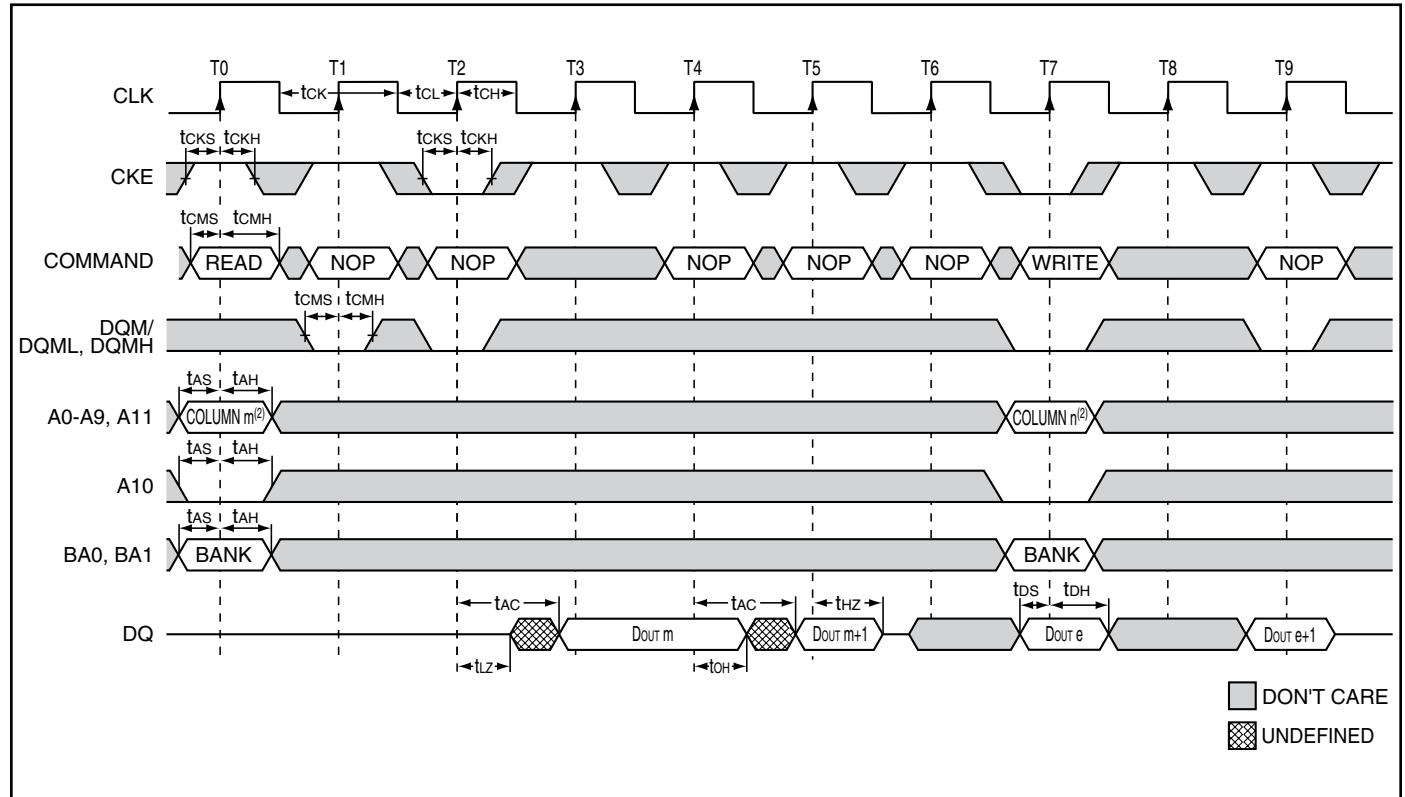 T0 T1 T2 T3 T4 T5 T6 T7 T8 T9
CLK tCK tCL tCH
tCKS tCKH tCKS tCKH
CKE
tCMS tCMH
COMMAND READ NOP NOP NOP NOP NOP WRITE NOP
tCMS tCMH
DQM/
DQML, DQMH
tAS tAH
A0-A9, A11 COLUMN m(2) COLUMN n(2)
tAS tAH
A10
tAS tAH
BA0, BA1 BANK BANK
tAC tAC tHZ tDS tDH
DQ DOUT m DOUT m+1 DOUT e DOUT e+1
tLZ tOH
DON'T CARE
UNDEFINED